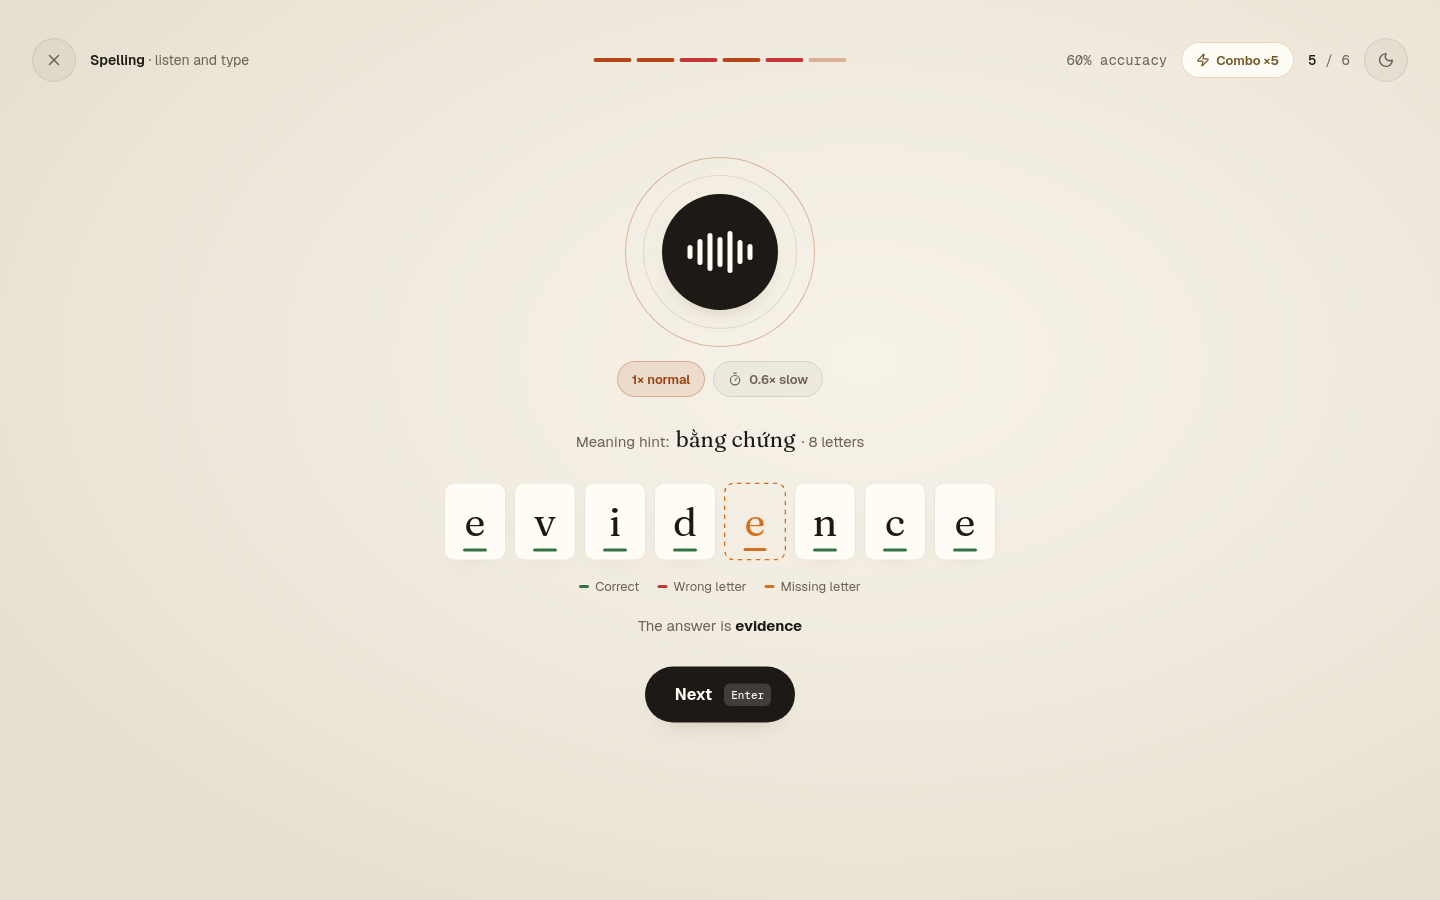 Spelling · listen and type
60% accuracy
Combo ×5
5 / 6
1× normal
0.6× slow
Meaning hint: bằng chứng · 8 letters
e v i d e n c e
Correct Wrong letter Missing letter
The answer is evidence
Next Enter